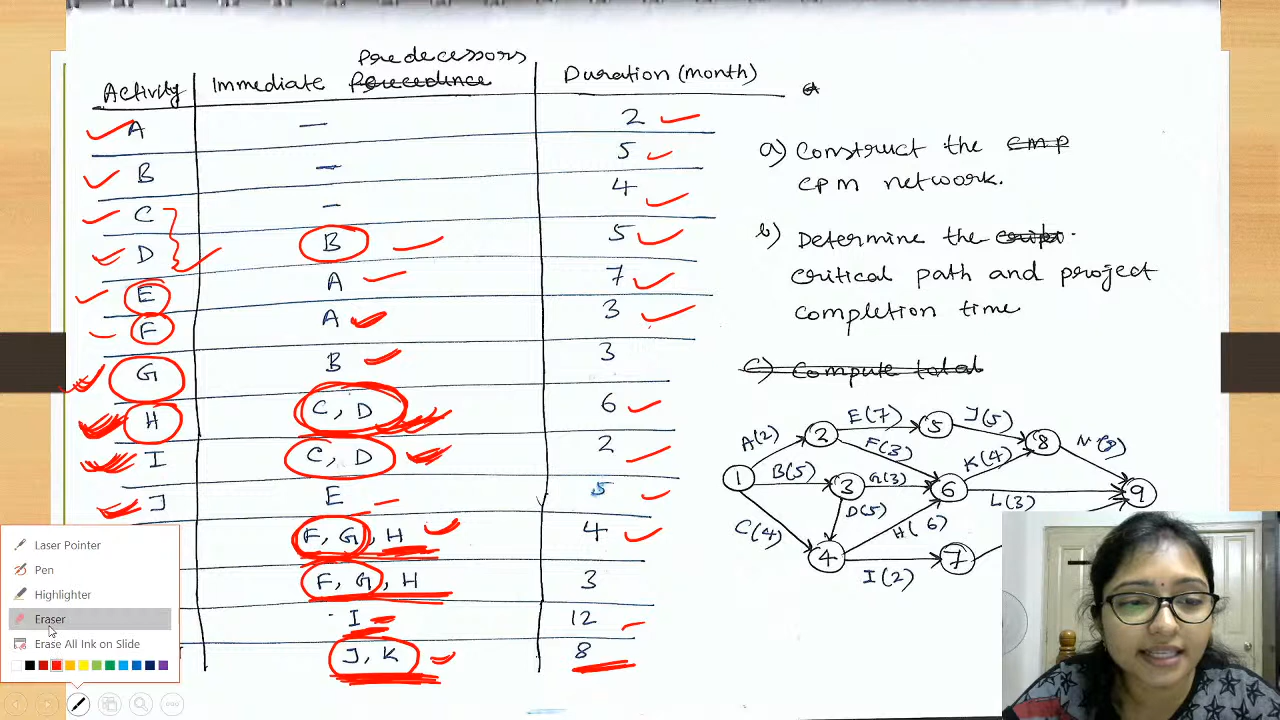 Activity Immediate Predecessors Precedence Duration (month)
A — 2
B — 5
C — 4
D B 5
E A 7
F A 3
G B 3
H C, D 6
I C, D 2
J E 5
F, G, H 4
F, G, H 3
I 12
J, K 8
a) Construct the cmp
CPM network.
b) Determine the
critical path and project
completion time
c) Compute total
A(2)
B(5)
C(4)
E(7)
F(3)
G(3)
D(5)
H(6)
I(2)
J(5)
K(4)
L(3)
1
2
3
4
5
6
7
8
9
Laser Pointer
Pen
Highlighter
Eraser
Erase All Ink on Slide